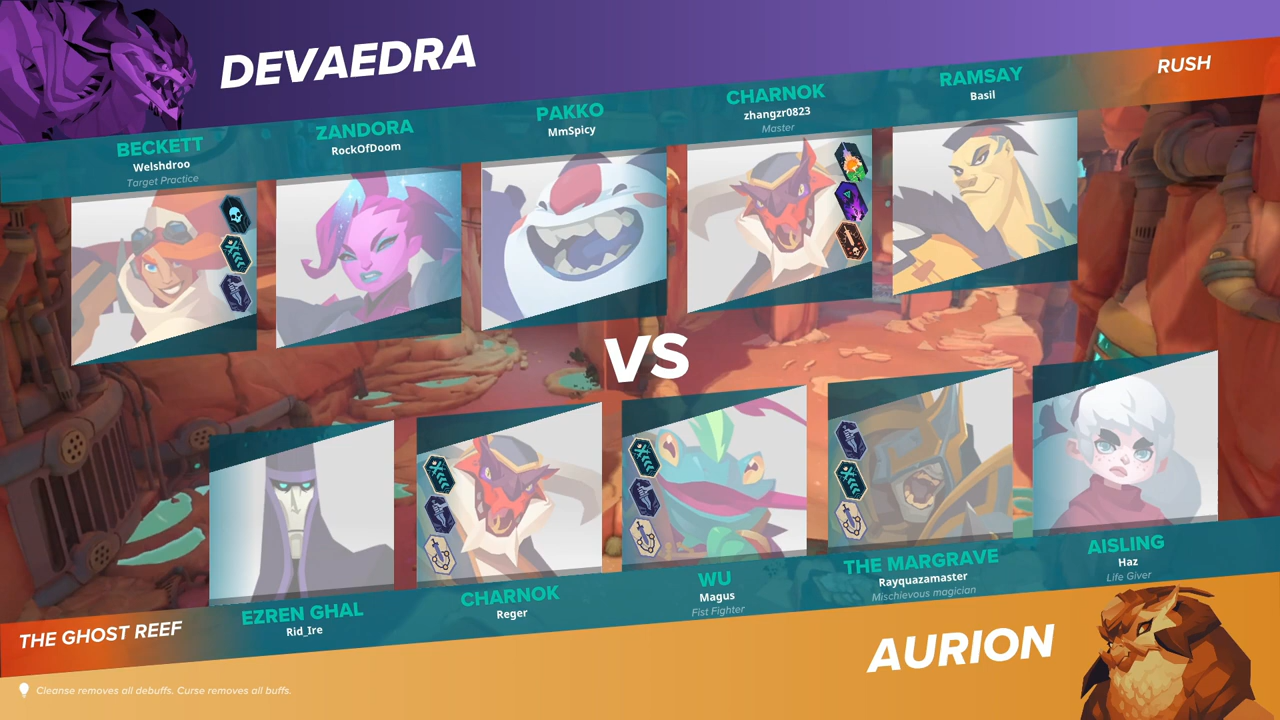 DEVAEDRA
RUSH
BECKETT
Welshdroo
Target Practice
ZANDORA
RockOfDoom
PAKKO
MmSpicy
CHARNOK
zhangzr0823
Master
RAMSAY
Basil
VS
EZREN GHAL
Rid_Ire
CHARNOK
Reger
WU
Magus
Fist Fighter
THE MARGRAVE
Rayquazamaster
Mischievous magician
AISLING
Haz
Life Giver
THE GHOST REEF
AURION
Cleanse removes all debuffs. Curse removes all buffs.